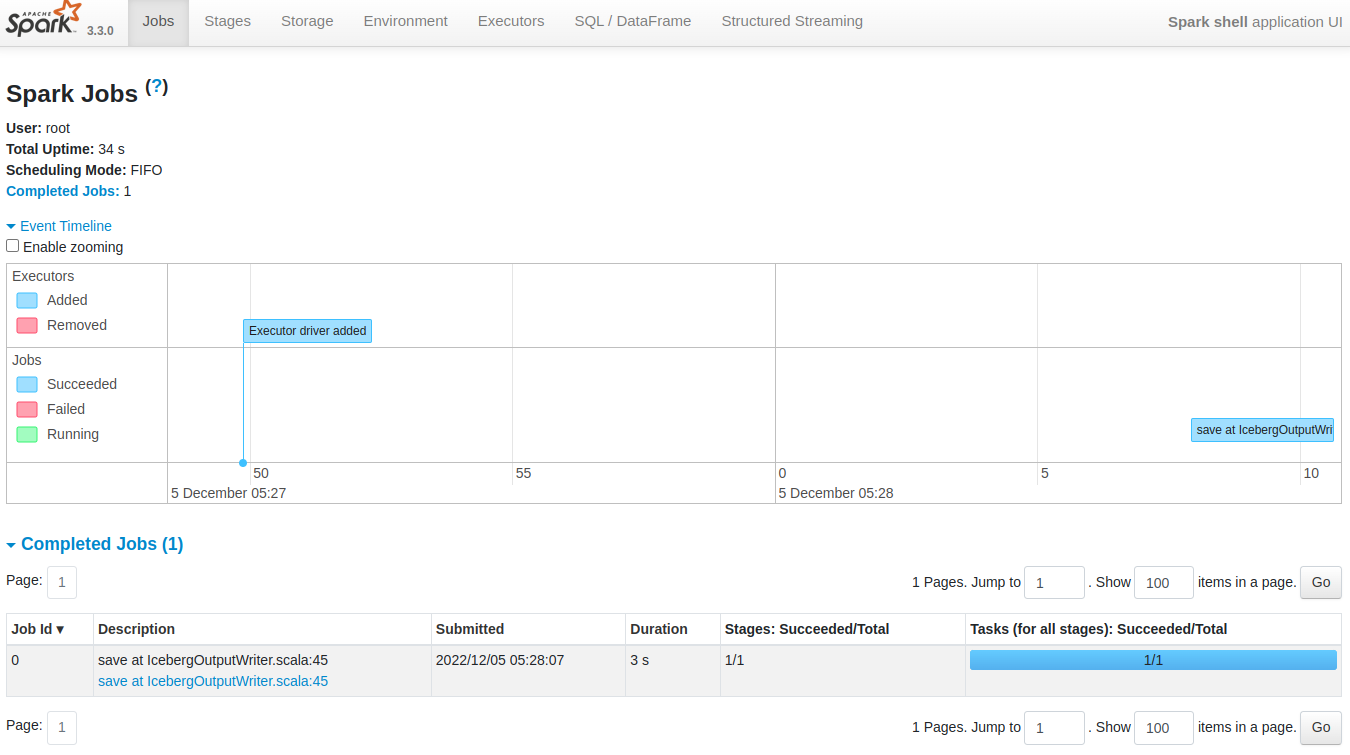 APACHE
Spark 3.3.0 Jobs Stages Storage Environment Executors SQL / DataFrame Structured Streaming Spark shell application UI
Spark Jobs (?)
User: root
Total Uptime: 34 s
Scheduling Mode: FIFO
Completed Jobs: 1
Event Timeline
Enable zooming
Executors
Added
Removed
Executor driver added
Jobs
Succeeded
Failed
Running
save at IcebergOutputWri
50 55 0 5 10
5 December 05:27 5 December 05:28
Completed Jobs (1)
Page: 1 1 Pages. Jump to 1 . Show 100 items in a page. Go
Job Id ▾ Description Submitted Duration Stages: Succeeded/Total Tasks (for all stages): Succeeded/Total
0 save at IcebergOutputWriter.scala:45 2022/12/05 05:28:07 3 s 1/1 1/1
save at IcebergOutputWriter.scala:45
Page: 1 1 Pages. Jump to 1 . Show 100 items in a page. Go